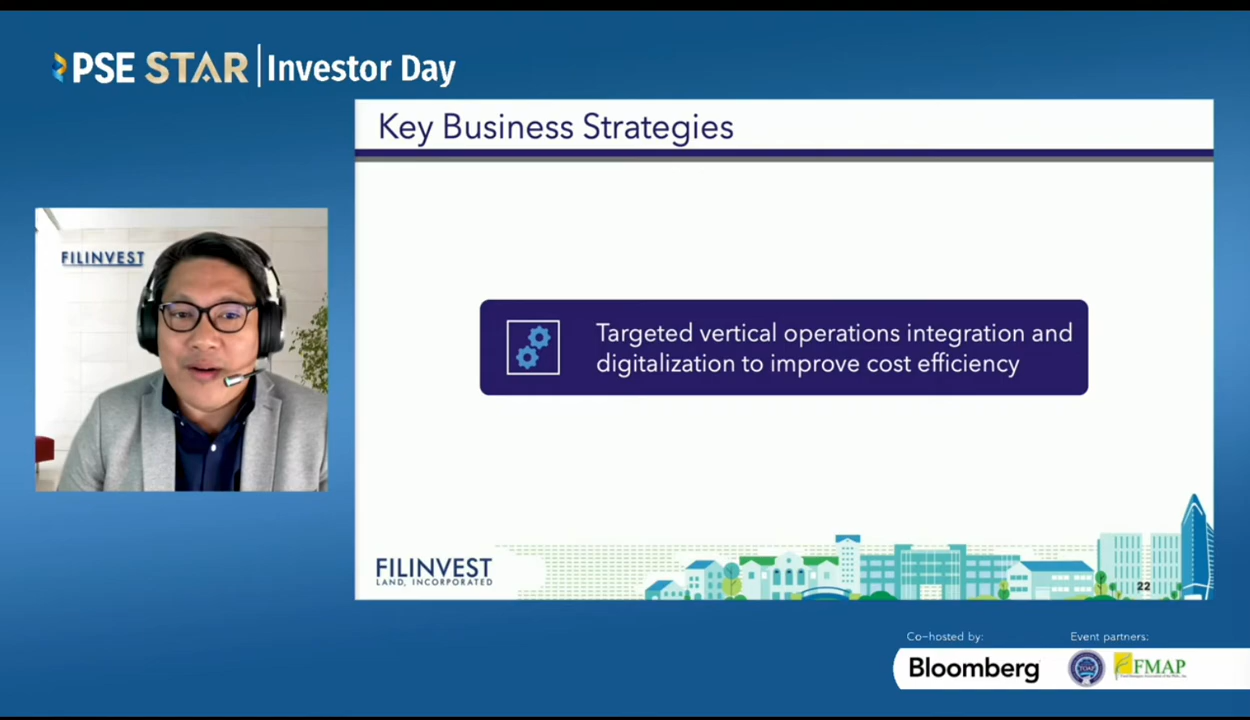 PSE STAR Investor Day
Key Business Strategies
FILINVEST
Targeted vertical operations integration and
digitalization to improve cost efficiency
FILINVEST
LAND, INCORPORATED
22
Co-hosted by:
Event partners:
Bloomberg
FMAP